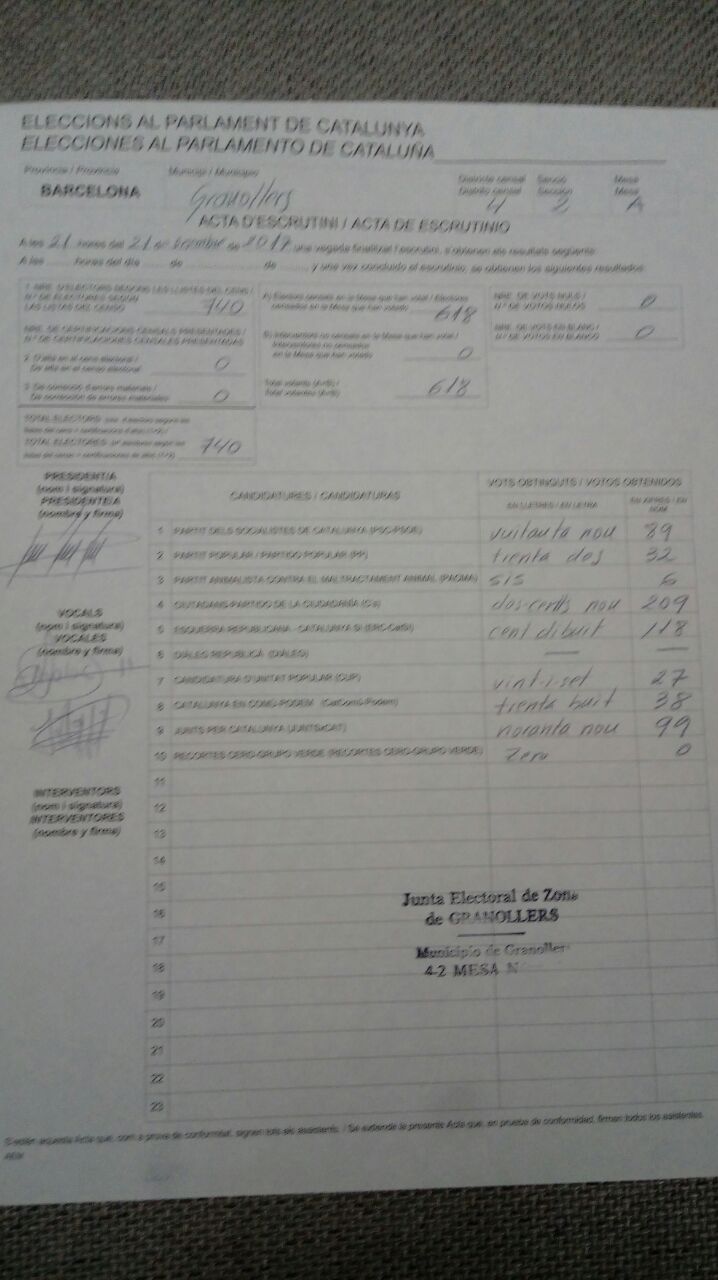 ELECCIONS AL PARLAMENT DE CATALUNYA
ELECCIONES AL PARLAMENTO DE CATALUÑA
Província / Provincia
Municipi / Municipio
Districte censal
Distrito censal
Secció
Sección
Mesa
Mesa
BARCELONA
Granollers
4
2
A
ACTA D'ESCRUTINI / ACTA DE ESCRUTINIO
A les 21 hores del 21 de desembre de 2017, una vegada finalitzat l'escrutini, s'obtenen els resultats següents:
A las ........ horas del día ........ de ........ de ........ y una vez concluido el escrutinio, se obtienen los siguientes resultados:
1. NRE. D'ELECTORS SEGONS LES LLISTES DEL CENS /
N.º DE ELECTORES SEGÚN
LAS LISTAS DEL CENSO
740
NRE. DE CERTIFICACIONS CENSALS PRESENTADES /
N.º DE CERTIFICACIONES CENSALES PRESENTADAS
2. D'alta en el cens electoral /
De alta en el censo electoral
0
3. De correcció d'errors materials /
De corrección de errores materiales
0
TOTAL ELECTORS
TOTAL ELECTORES
740
A) Electors censats en la Mesa que han votat / Electores
censados en la Mesa que han votado
618
B) Interventors no censats en la Mesa que han votat /
Interventores no censados
en la Mesa que han votado
0
Total votants (A+B) /
Total votantes (A+B)
618
NRE. DE VOTS NULS /
N.º DE VOTOS NULOS
0
NRE. DE VOTS EN BLANC /
N.º DE VOTOS EN BLANCO
0
PRESIDENT/A
(nom i signatura)
PRESIDENTE/A
(nombre y firma)
VOCALS
(nom i signatura)
VOCALES
(nombre y firma)
INTERVENTORS
(nom i signatura)
INTERVENTORES
(nombre y firma)
CANDIDATURES / CANDIDATURAS
VOTS OBTINGUTS / VOTOS OBTENIDOS
EN LLETRES / EN LETRA
EN XIFRES / EN NÚM.
1 PARTIT DELS SOCIALISTES DE CATALUNYA (PSC-PSOE) vuitanta nou 89
2 PARTIT POPULAR / PARTIDO POPULAR (PP) trenta dos 32
3 PARTIT ANIMALISTA CONTRA EL MALTRACTAMENT ANIMAL (PACMA) sis 6
4 CIUTADANS-PARTIDO DE LA CIUDADANÍA (C's) dos-cents nou 209
5 ESQUERRA REPUBLICANA - CATALUNYA SÍ (ERC-CatSí) cent divuit 118
6 DIÁLEG REPÚBLICA (DIÁLEG) — —
7 CANDIDATURA D'UNITAT POPULAR (CUP) vint-i-set 27
8 CATALUNYA EN COMÚ-PODEM (CatComú-Podem) trenta buit 38
9 JUNTS PER CATALUNYA (JUNTSxCAT) noranta nou 99
10 RECORTES CERO-GRUPO VERDE (RECORTES CERO-GRUPO VERDE) Zero 0
11
12
13
14
15
16
17
18
19
20
21
22
23
Junta Electoral de Zona
de GRANOLLERS
Municipio de Granollers
4-2 MESA
S'estén aquesta Acta que, com a prova de conformitat, signen tots els assistents. / Se extiende la presente Acta que, en prueba de conformidad, firman todos los asistentes.